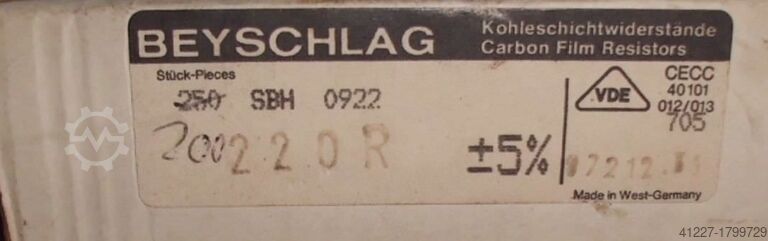 BEYSCHLAG
Kohleschichtwiderstände
Carbon Film Resistors
Stück-Pieces
250 SBH 0922
200 220R ±5%
VDE
CECC
40101
012/013
705
Made in West-Germany
41227-1799729